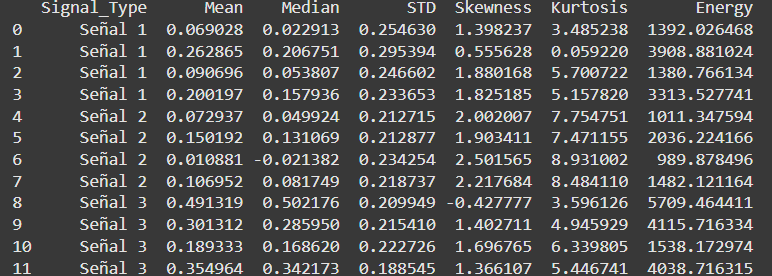 Signal_Type Mean Median STD Skewness Kurtosis Energy
0 Señal 1 0.069028 0.022913 0.254630 1.398237 3.485238 1392.026468
1 Señal 1 0.262865 0.206751 0.295394 0.555628 0.059220 3908.881024
2 Señal 1 0.090696 0.053807 0.246602 1.880168 5.700722 1380.766134
3 Señal 1 0.200197 0.157936 0.233653 1.825185 5.157820 3313.527741
4 Señal 2 0.072937 0.049924 0.212715 2.002007 7.754751 1011.347594
5 Señal 2 0.150192 0.131069 0.212877 1.903411 7.471155 2036.224166
6 Señal 2 0.010881 -0.021382 0.234254 2.501565 8.931002 989.878496
7 Señal 2 0.106952 0.081749 0.218737 2.217684 8.484110 1482.121164
8 Señal 3 0.491319 0.502176 0.209949 -0.427777 3.596126 5709.464411
9 Señal 3 0.301312 0.285950 0.215410 1.402711 4.945929 4115.716334
10 Señal 3 0.189333 0.168620 0.222726 1.696765 6.339805 1538.172974
11 Señal 3 0.354964 0.342173 0.188545 1.366107 5.446741 4038.716315